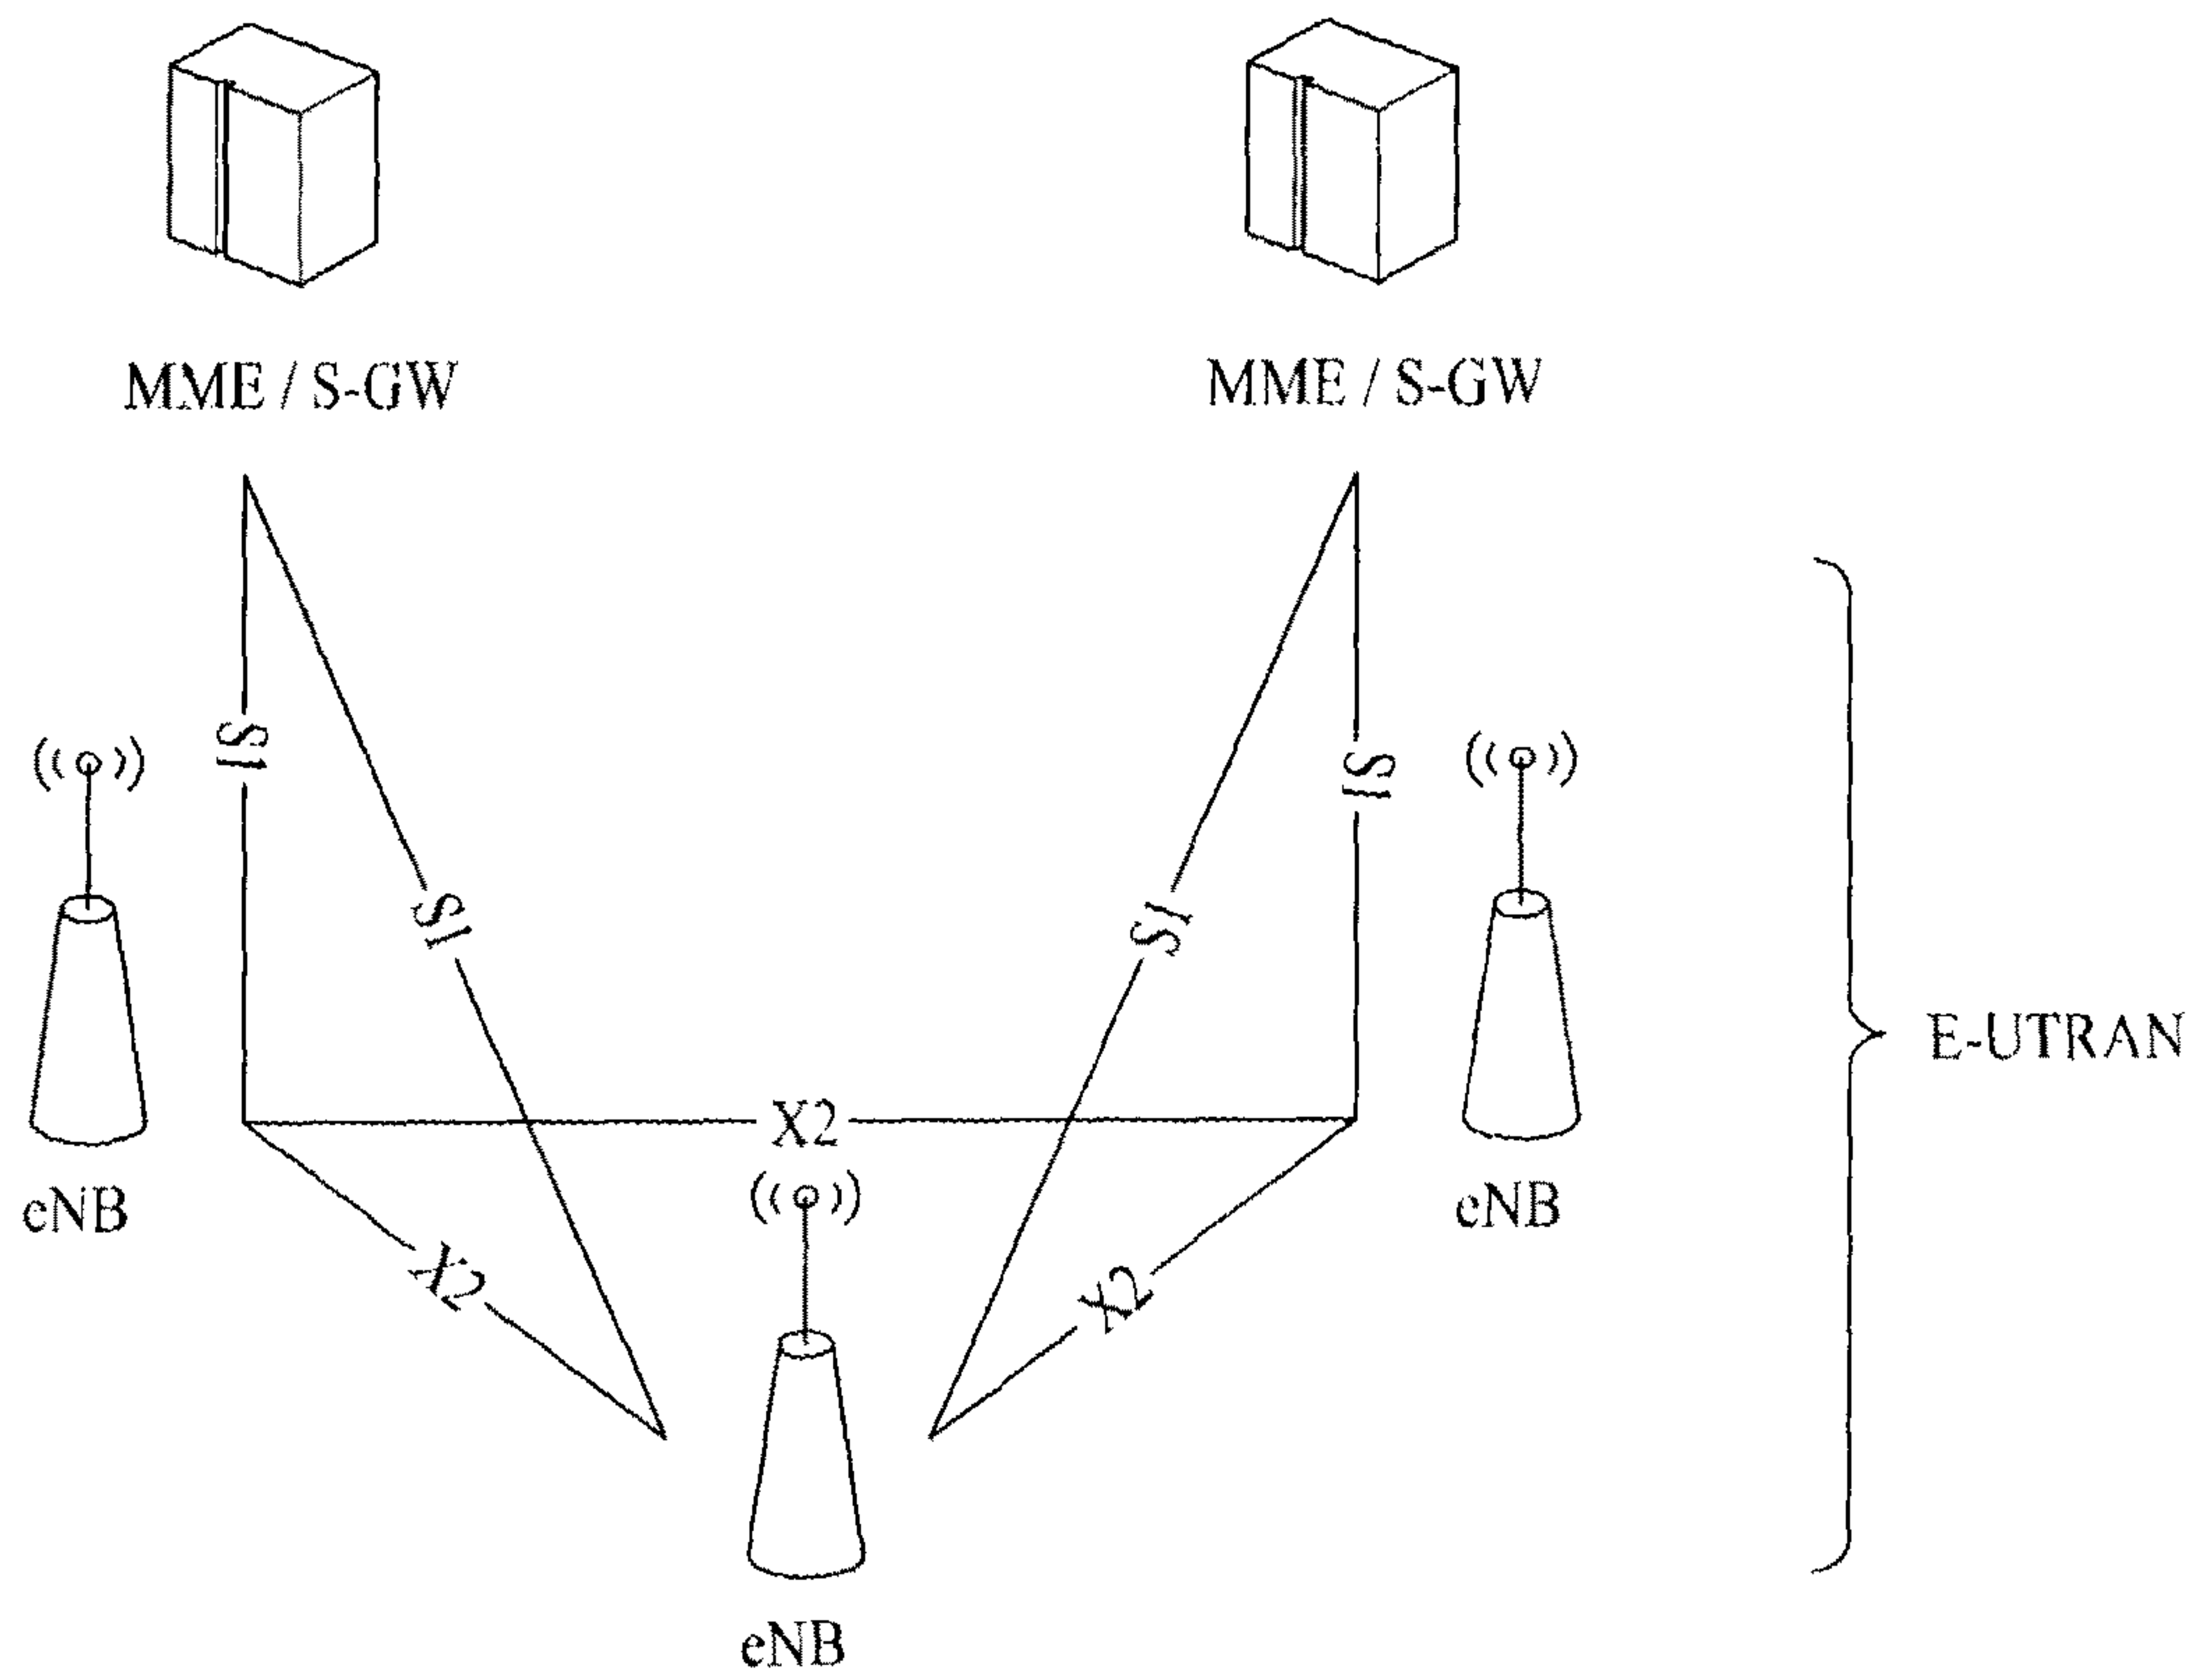 MME / S-GW
MME / S-GW
S1
S1
S1
S1
E-UTRAN
X2
eNB
eNB
X2
X2
eNB